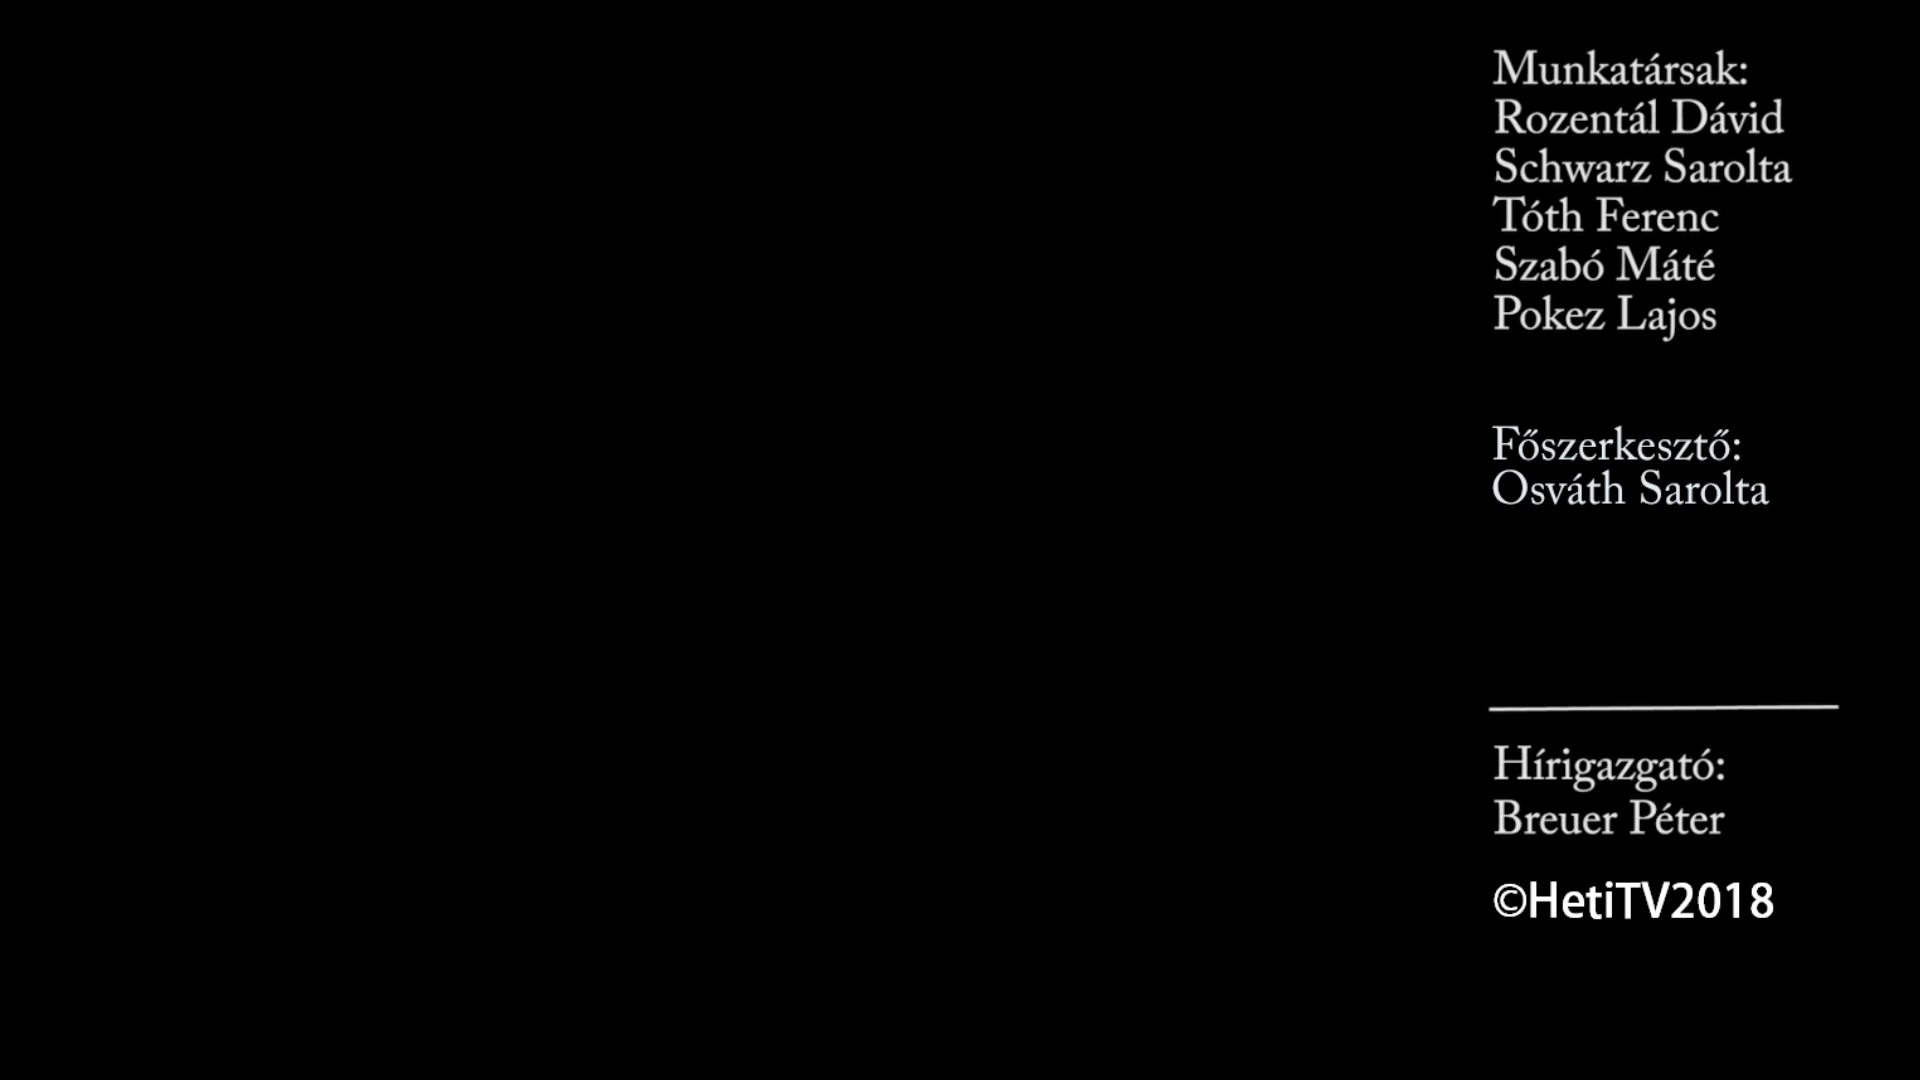 Munkatársak:
Rozentál Dávid
Schwarz Sarolta
Tóth Ferenc
Szabó Máté
Pokez Lajos
Főszerkesztő:
Osváth Sarolta
Hírigazgató:
Breuer Péter
©HetiTV2018